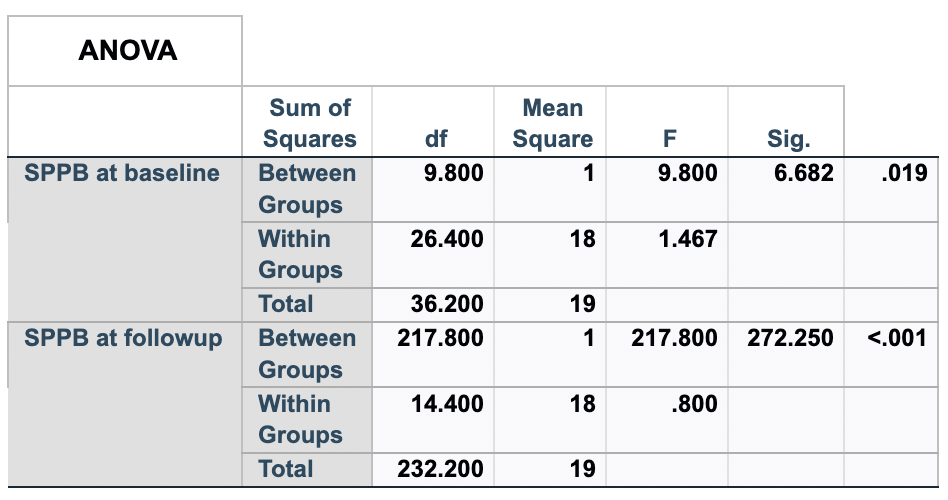 ANOVA
Sum of Squares df Mean Square F Sig.
SPPB at baseline Between Groups 9.800 1 9.800 6.682 .019
Within Groups 26.400 18 1.467
Total 36.200 19
SPPB at followup Between Groups 217.800 1 217.800 272.250 <.001
Within Groups 14.400 18 .800
Total 232.200 19